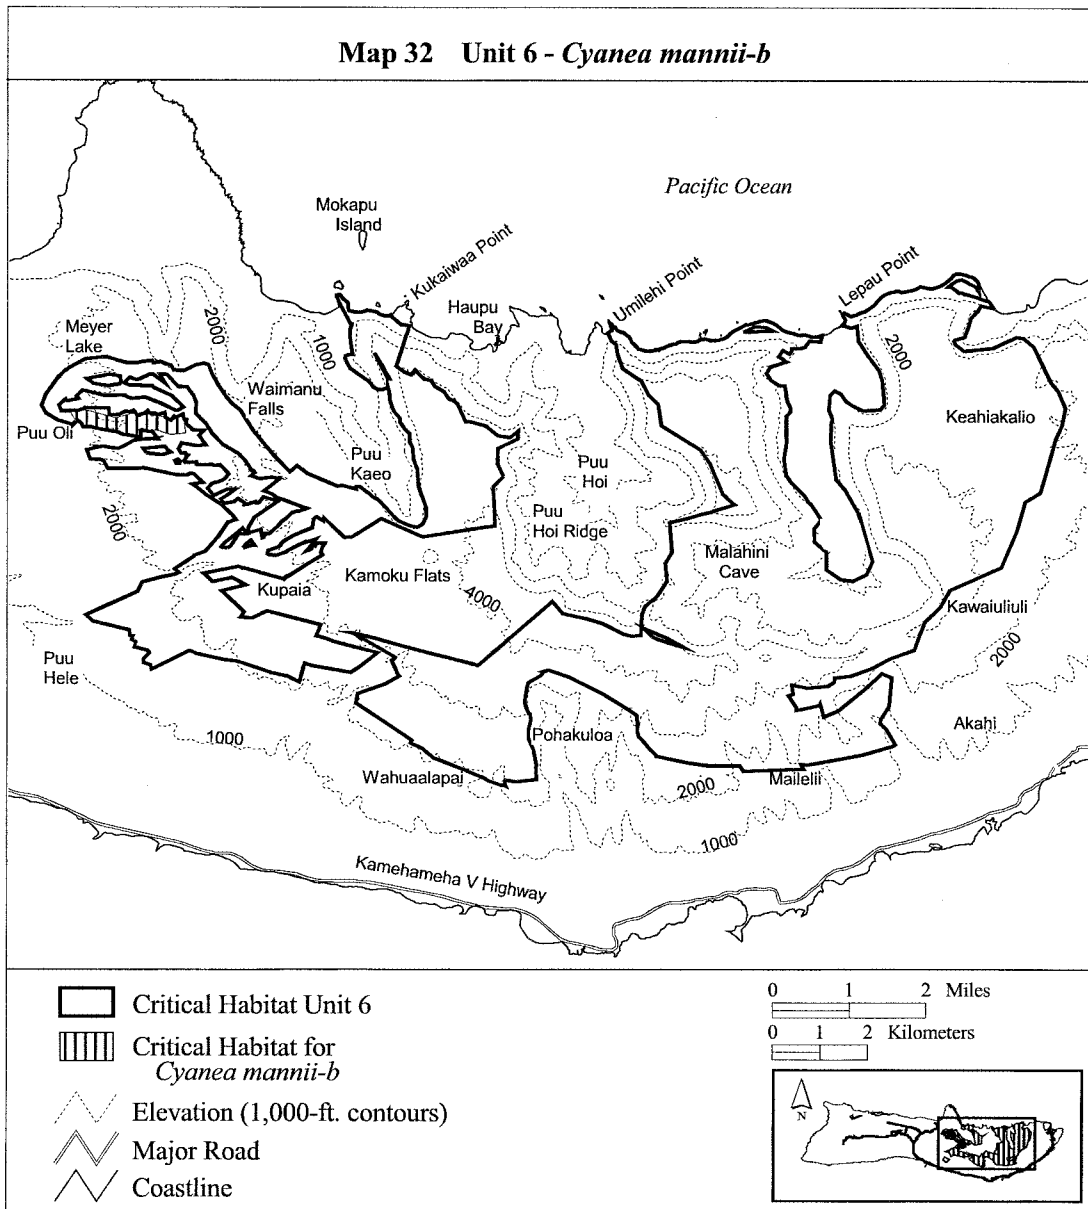 Map 32 Unit 6 - Cyanea mannii-b
Pacific Ocean
Mokapu
Island
Kukaiwaa Point
Haupu
Bay
Umilehi Point
Lepau Point
Meyer
Lake
2000
1000
2000
Waimanu
Falls
Keahiakalio
Puu Oli
Puu
Kaeo
Puu
Hoi
2000
Puu
Hoi Ridge
Malahini
Cave
Kamoku Flats
Kupaia
4000
Kawaiuliuli
2000
Puu
Hele
1000
Pohakuloa
Akahi
Wahuaalapai
2000
Mailelii
1000
Kamehameha V Highway
Critical Habitat Unit 6
Critical Habitat for
Cyanea mannii-b
Elevation (1,000-ft. contours)
Major Road
Coastline
0 1 2 Miles
0 1 2 Kilometers
N